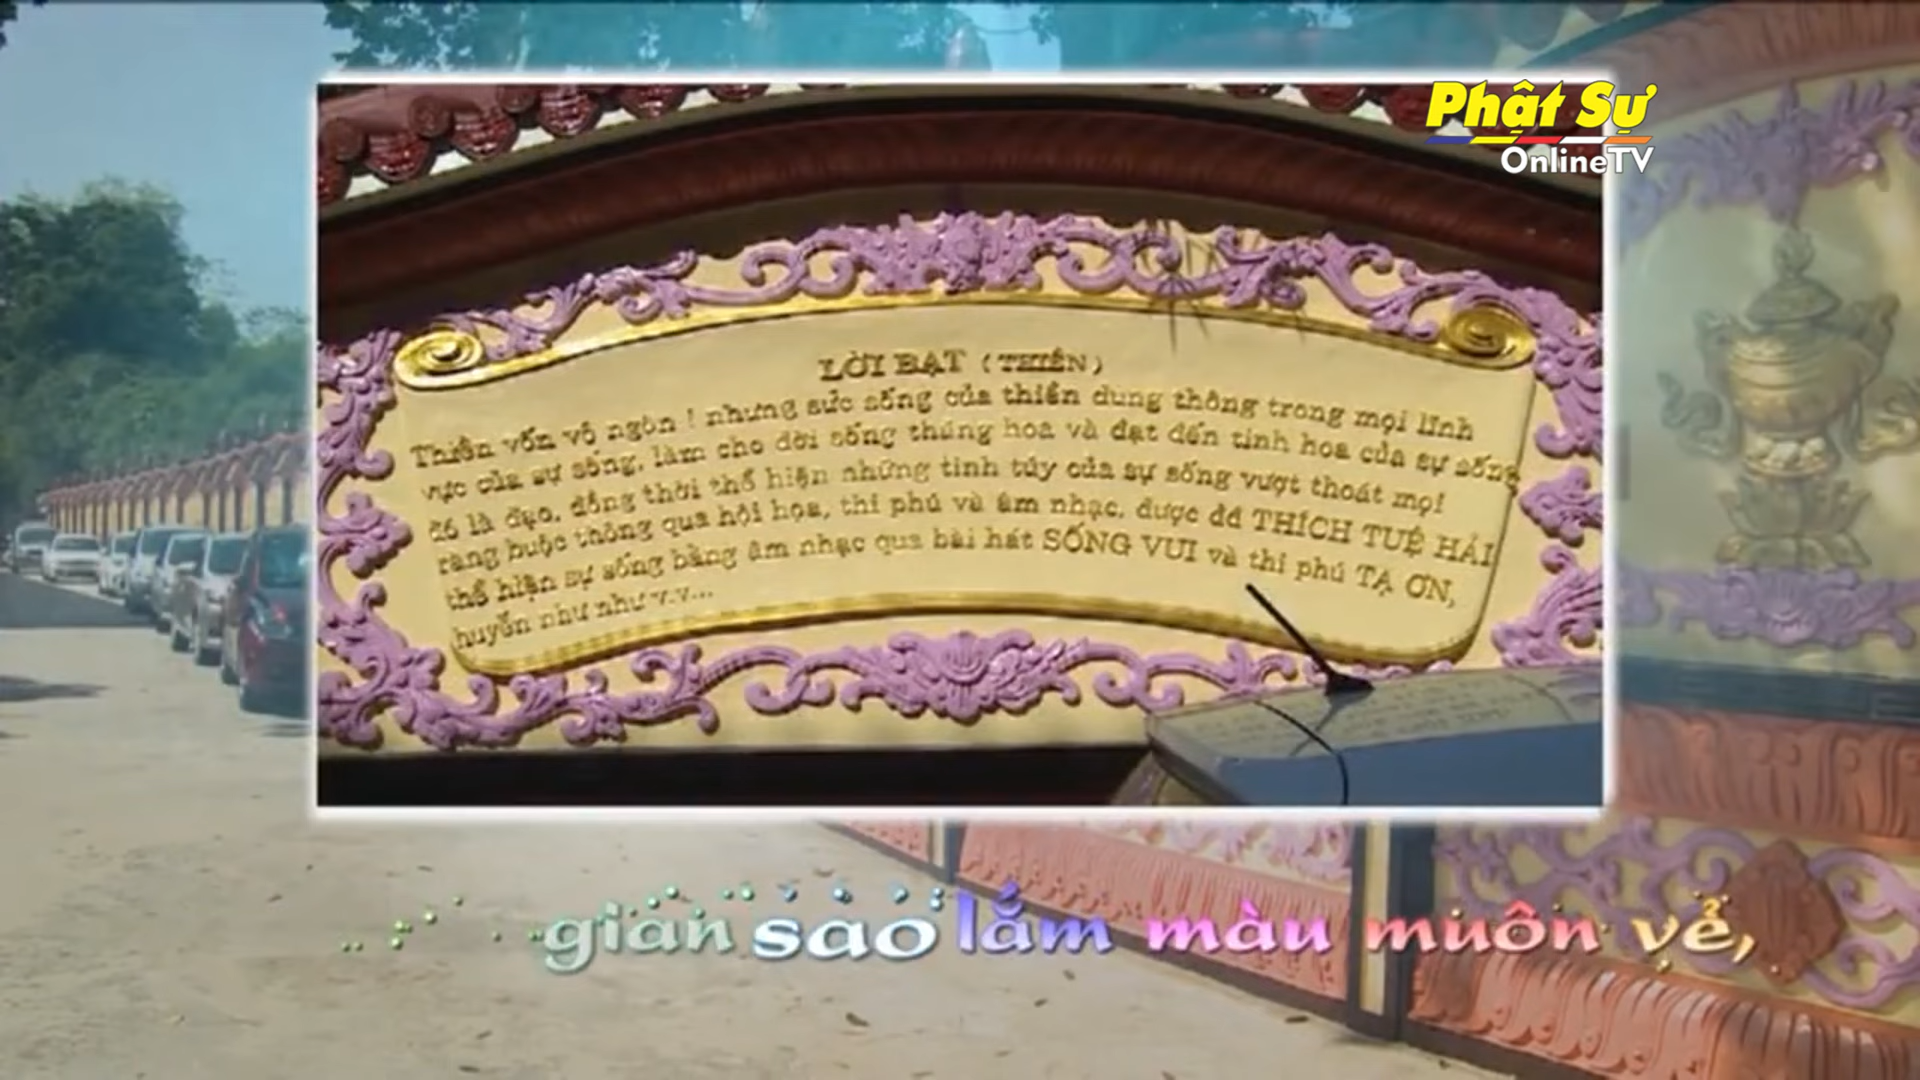 Phật Sự
OnlineTV
LỜI BẠT (THIỀN)
Thiền vốn vô ngôn ! nhưng sức sống của thiền dung thông trong mọi lĩnh
vực của sự sống, làm cho đời sống thăng hoa và đạt đến tinh hoa của sự sống
đó là đạo, đồng thời thể hiện những tinh túy của sự sống vượt thoát mọi
ràng buộc thông qua hội họa, thi phú và âm nhạc, được đđ THÍCH TUỆ HẢI
thể hiện sự sống bằng âm nhạc qua bài hát SỐNG VUI và thi phú TẠ ƠN,
huyễn như như v.v...
gian sao lắm màu muôn vẻ,